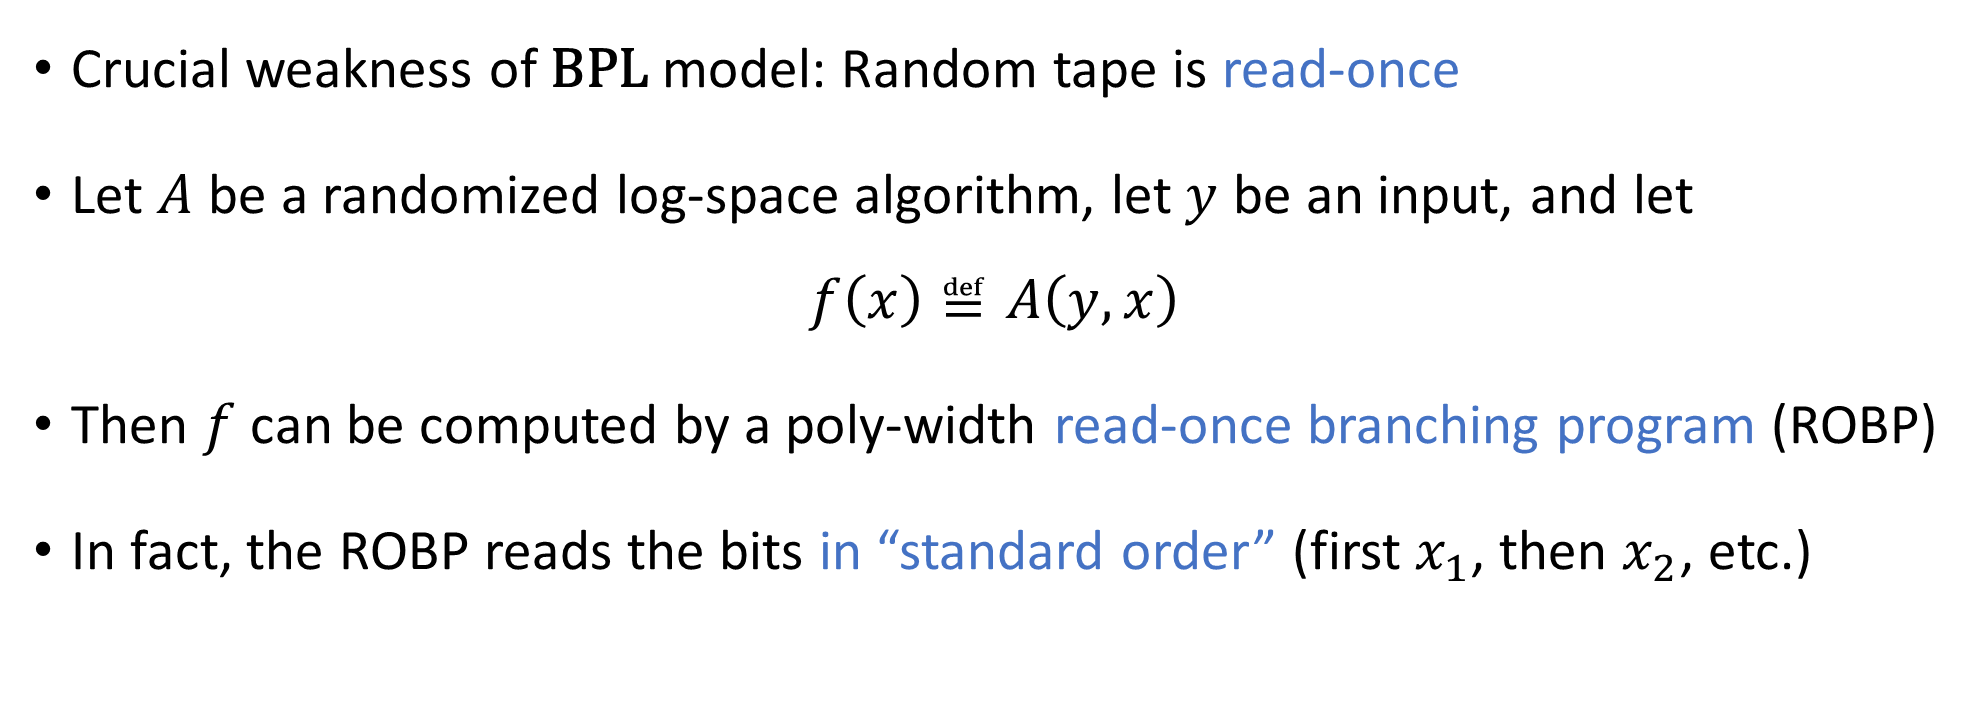 • Crucial weakness of BPL model: Random tape is read-once
• Let A be a randomized log-space algorithm, let y be an input, and let
f(x) ≝ A(y, x)
• Then f can be computed by a poly-width read-once branching program (ROBP)
• In fact, the ROBP reads the bits in “standard order” (first x₁, then x₂, etc.)